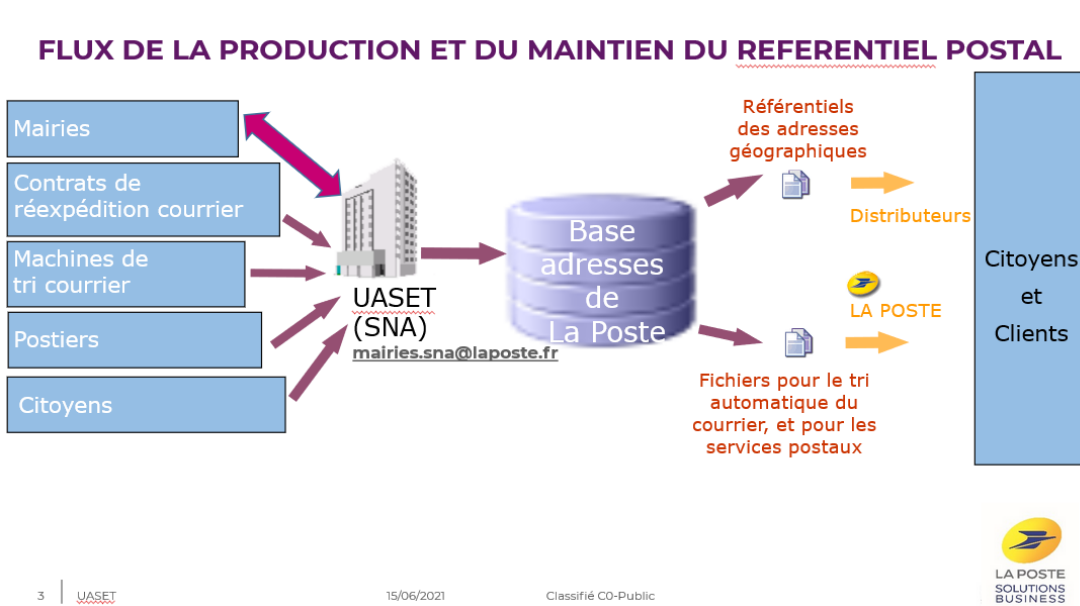 FLUX DE LA PRODUCTION ET DU MAINTIEN DU REFERENTIEL POSTAL
Mairies
Contrats de
réexpédition courrier
Machines de
tri courrier
Postiers
Citoyens
UASET
(SNA)
mairies.sna@laposte.fr
Base
adresses
de
La Poste
Référentiels
des adresses
géographiques
Distributeurs
LA POSTE
Fichiers pour le tri
automatique du
courrier, et pour les
services postaux
Citoyens
et
Clients
LA POSTE
SOLUTIONS
BUSINESS
3
UASET
15/06/2021
Classifié C0-Public